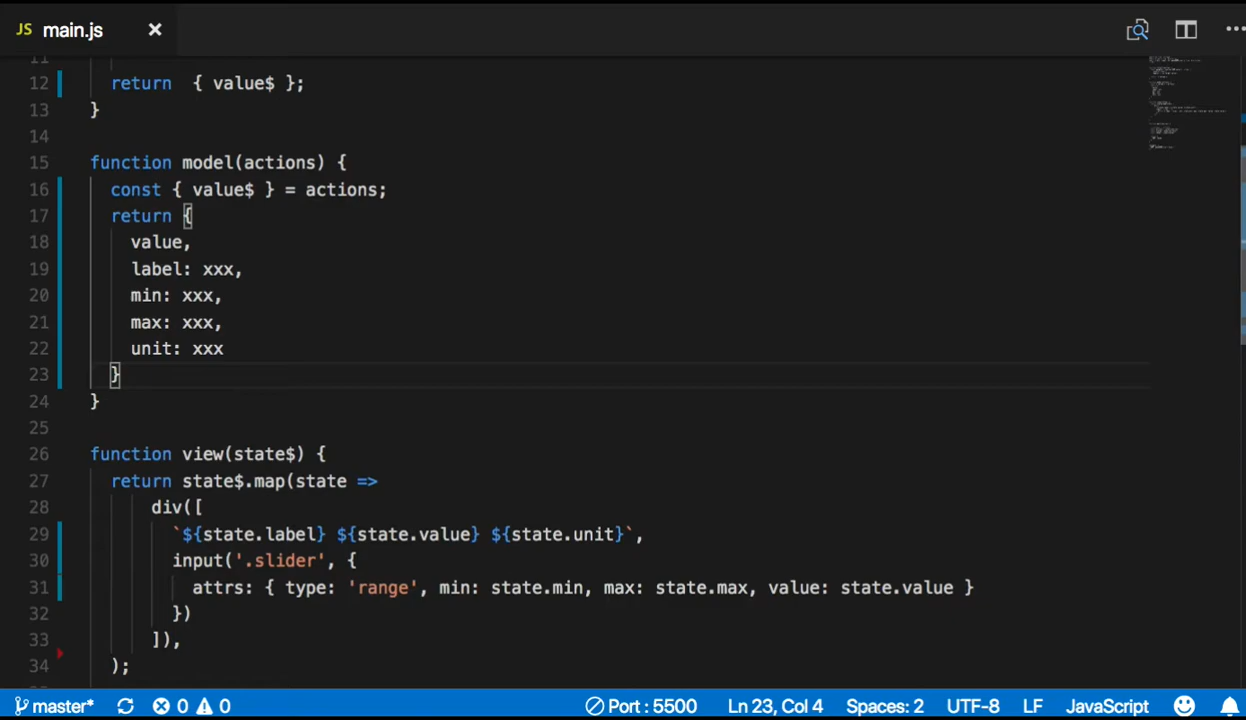 JS main.js ×
11
12 return { value$ };
13 }
14
15 function model(actions) {
16 const { value$ } = actions;
17 return {
18 value,
19 label: xxx,
20 min: xxx,
21 max: xxx,
22 unit: xxx
23 }
24 }
25
26 function view(state$) {
27 return state$.map(state =>
28 div([
29 `${state.label} ${state.value} ${state.unit}`,
30 input('.slider', {
31 attrs: { type: 'range', min: state.min, max: state.max, value: state.value }
32 })
33 ]),
34 );
master* 0 0 Port : 5500 Ln 23, Col 4 Spaces: 2 UTF-8 LF JavaScript